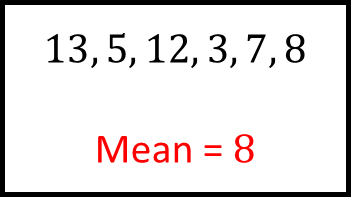 13, 5, 12, 3, 7, 8
Mean = 8